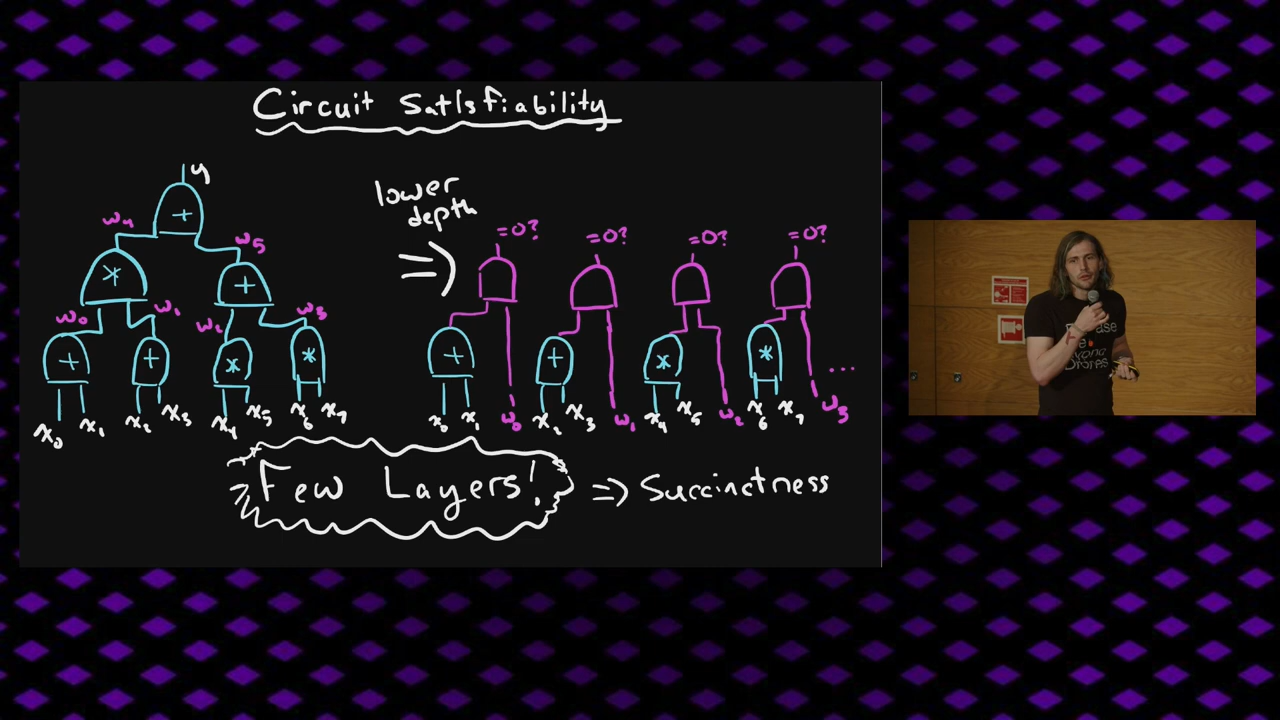 Circuit Satisfiability
y
w₄
w₅
+
*
+
w₀
w₁
w₂
w₃
+
+
*
*
x₀ x₁ x₂ x₃ x₄ x₅ x₆ x₇
lower
depth
=>
=0? =0? =0? =0?
+
+
*
*
...
x₀ x₁ w₀ x₂ x₃ w₁ x₄ x₅ w₂ x₆ x₇ w₃
Few Layers! => Succinctness